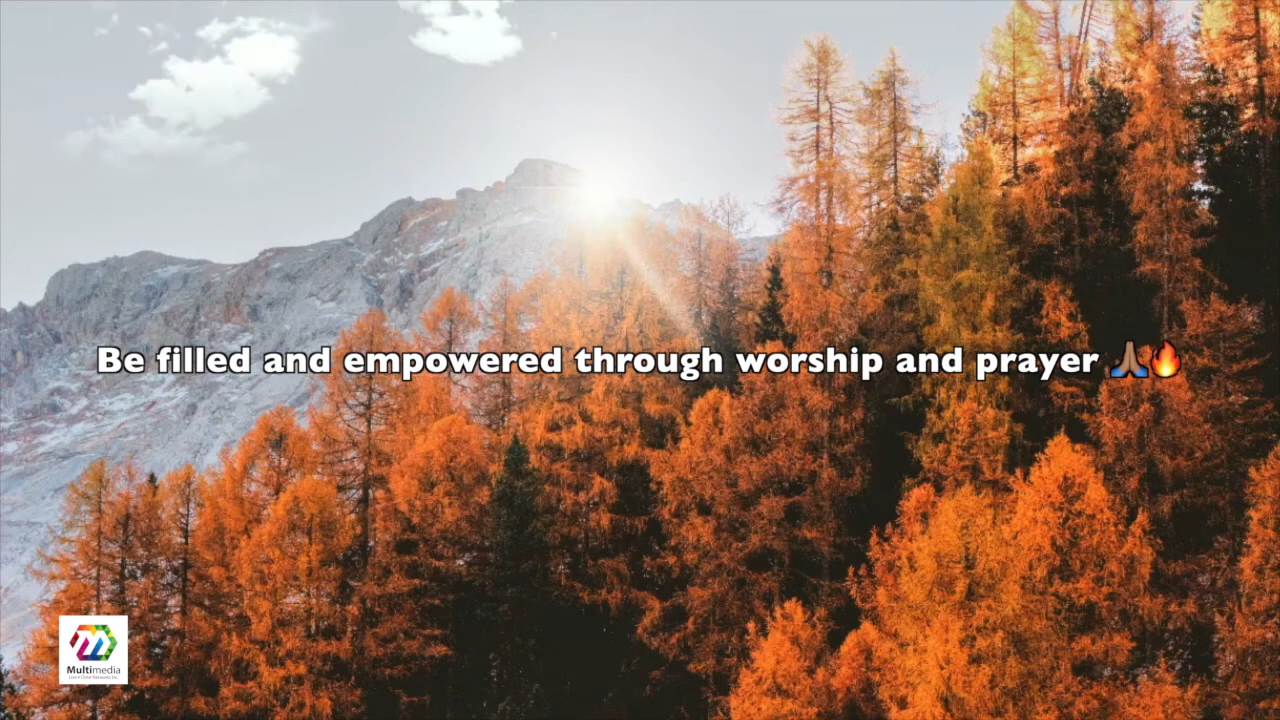 Be filled and empowered through worship and prayer 🙏🏾🔥
Multimedia